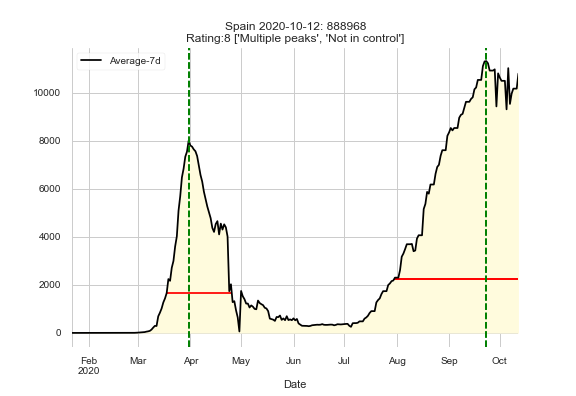 Spain 2020-10-12: 888968
Rating:8 ['Multiple peaks', 'Not in control']
Average-7d
10000
8000
6000
4000
2000
0
Feb Mar Apr May Jun Jul Aug Sep Oct
2020
Date